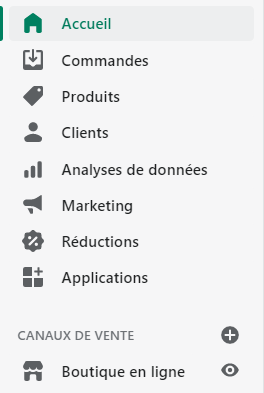 Accueil
Commandes
Produits
Clients
Analyses de données
Marketing
Réductions
Applications
CANAUX DE VENTE
Boutique en ligne